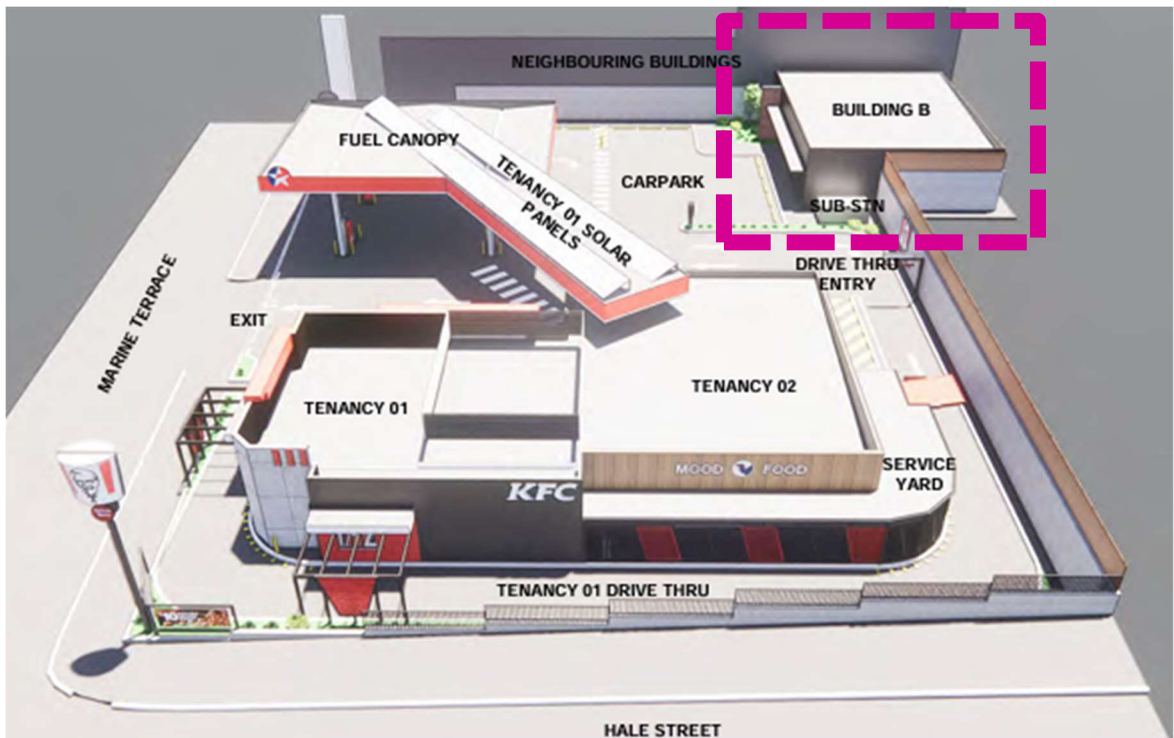 NEIGHBOURING BUILDINGS
BUILDING B
FUEL CANOPY
TENANCY 01 SOLAR
PANELS
CARPARK
SUB-STN
DRIVE THRU
ENTRY
MARINE TERRACE
EXIT
TENANCY 01
TENANCY 02
MOOD FOOD
SERVICE
YARD
KFC
TENANCY 01 DRIVE THRU
HALE STREET